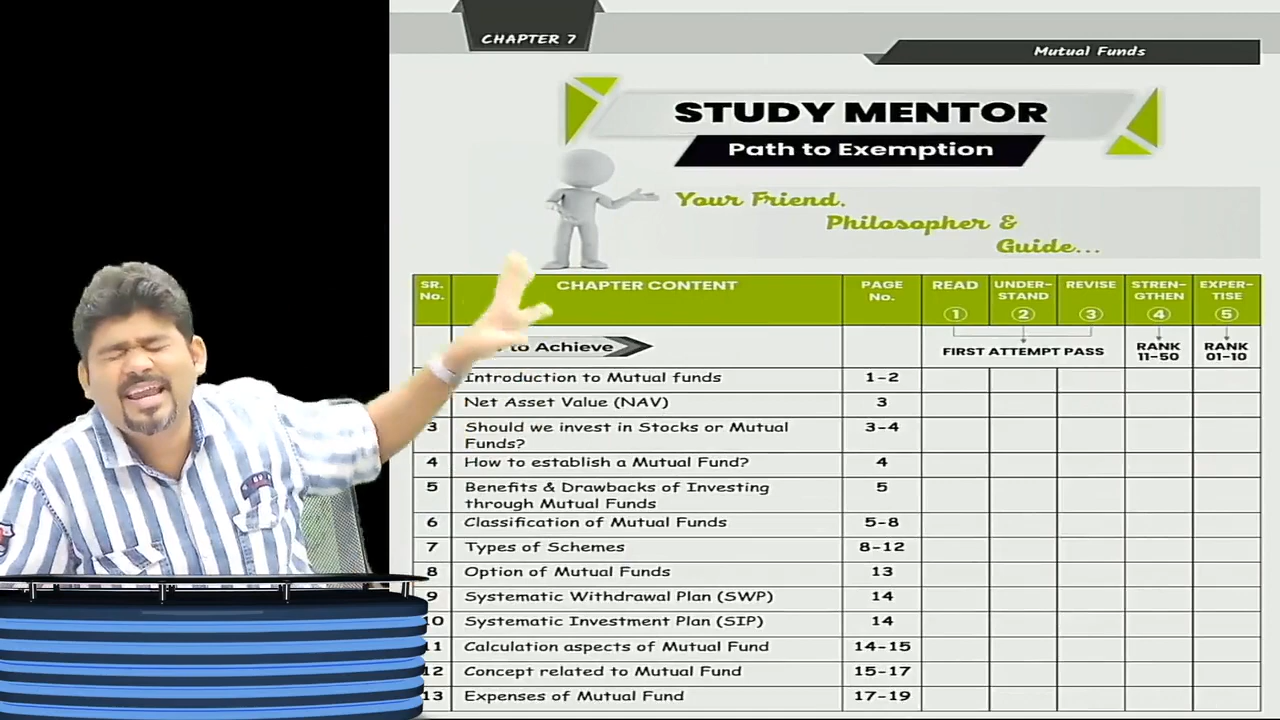 CHAPTER 7
Mutual Funds
STUDY MENTOR
Path to Exemption
Your Friend,
Philosopher &
Guide...
SR. No. CHAPTER CONTENT PAGE No. READ 1 UNDER-STAND 2 REVISE 3 STREN-GTHEN 4 EXPER-TISE 5
to Achieve FIRST ATTEMPT PASS RANK 11-50 RANK 01-10
Introduction to Mutual funds 1-2
Net Asset Value (NAV) 3
3 Should we invest in Stocks or Mutual
Funds? 3-4
4 How to establish a Mutual Fund? 4
5 Benefits & Drawbacks of Investing
through Mutual Funds 5
6 Classification of Mutual Funds 5-8
7 Types of Schemes 8-12
8 Option of Mutual Funds 13
9 Systematic Withdrawal Plan (SWP) 14
10 Systematic Investment Plan (SIP) 14
11 Calculation aspects of Mutual Fund 14-15
12 Concept related to Mutual Fund 15-17
13 Expenses of Mutual Fund 17-19